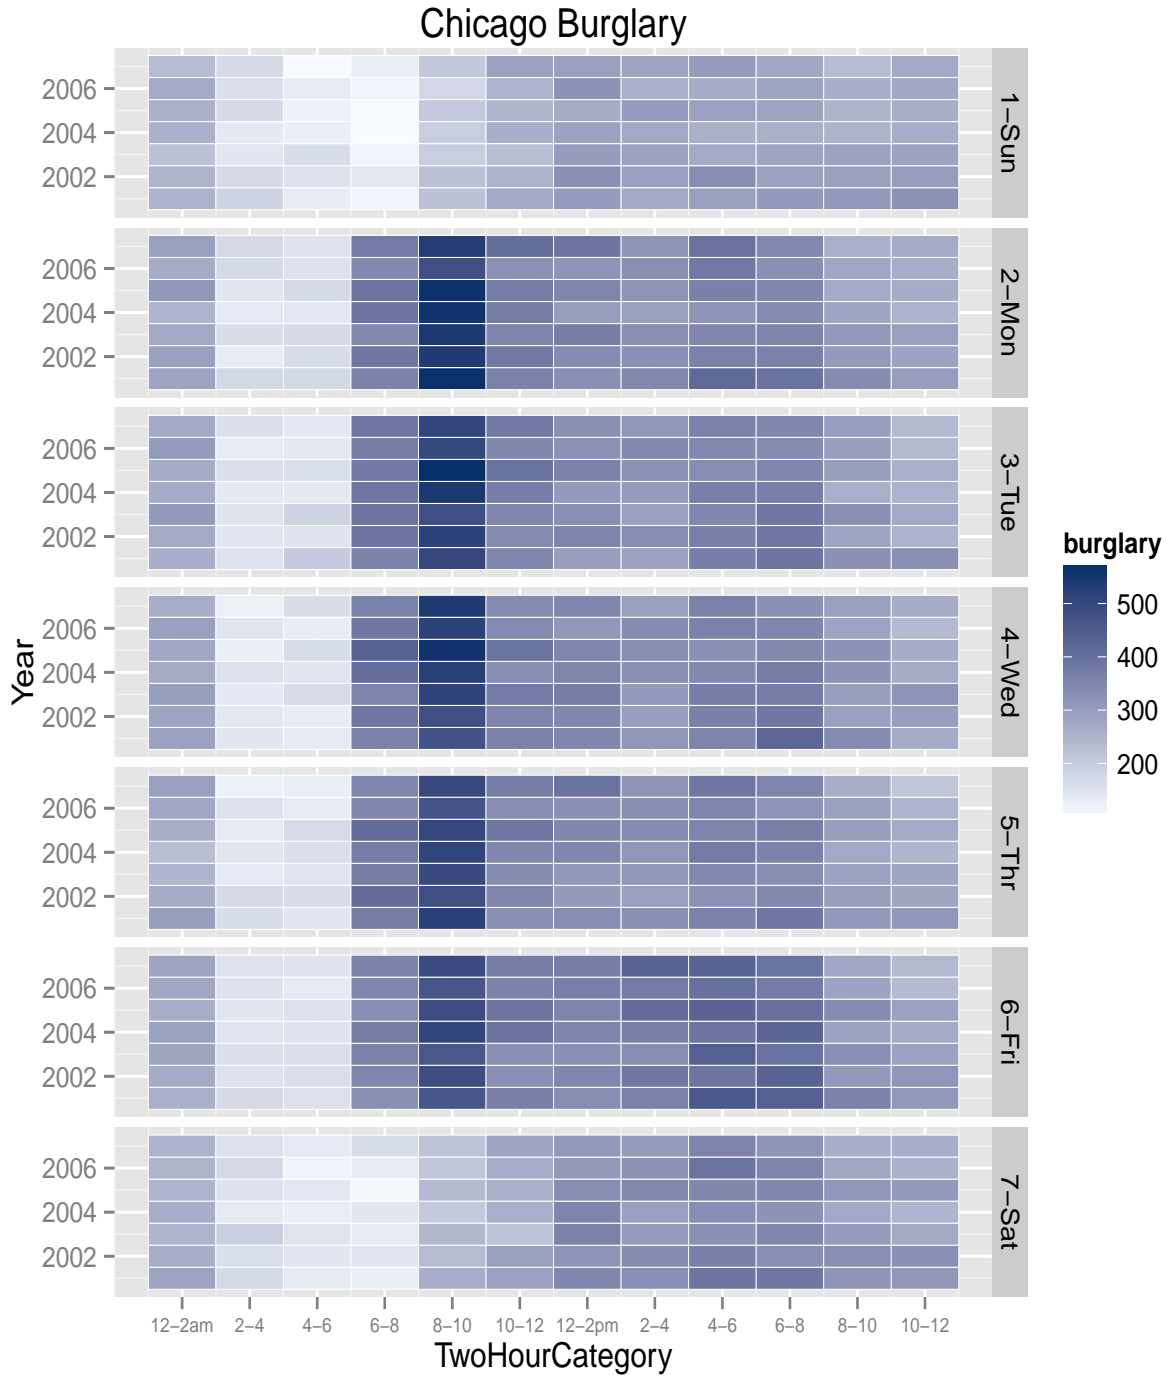 Chicago Burglary
2006
2004
2002
1–Sun
2006
2004
2002
2–Mon
2006
2004
2002
3–Tue
2006
2004
2002
4–Wed
2006
2004
2002
5–Thr
2006
2004
2002
6–Fri
2006
2004
2002
7–Sat
Year
12–2am 2–4 4–6 6–8 8–10 10–12 12–2pm 2–4 4–6 6–8 8–10 10–12
TwoHourCategory
burglary
500
400
300
200